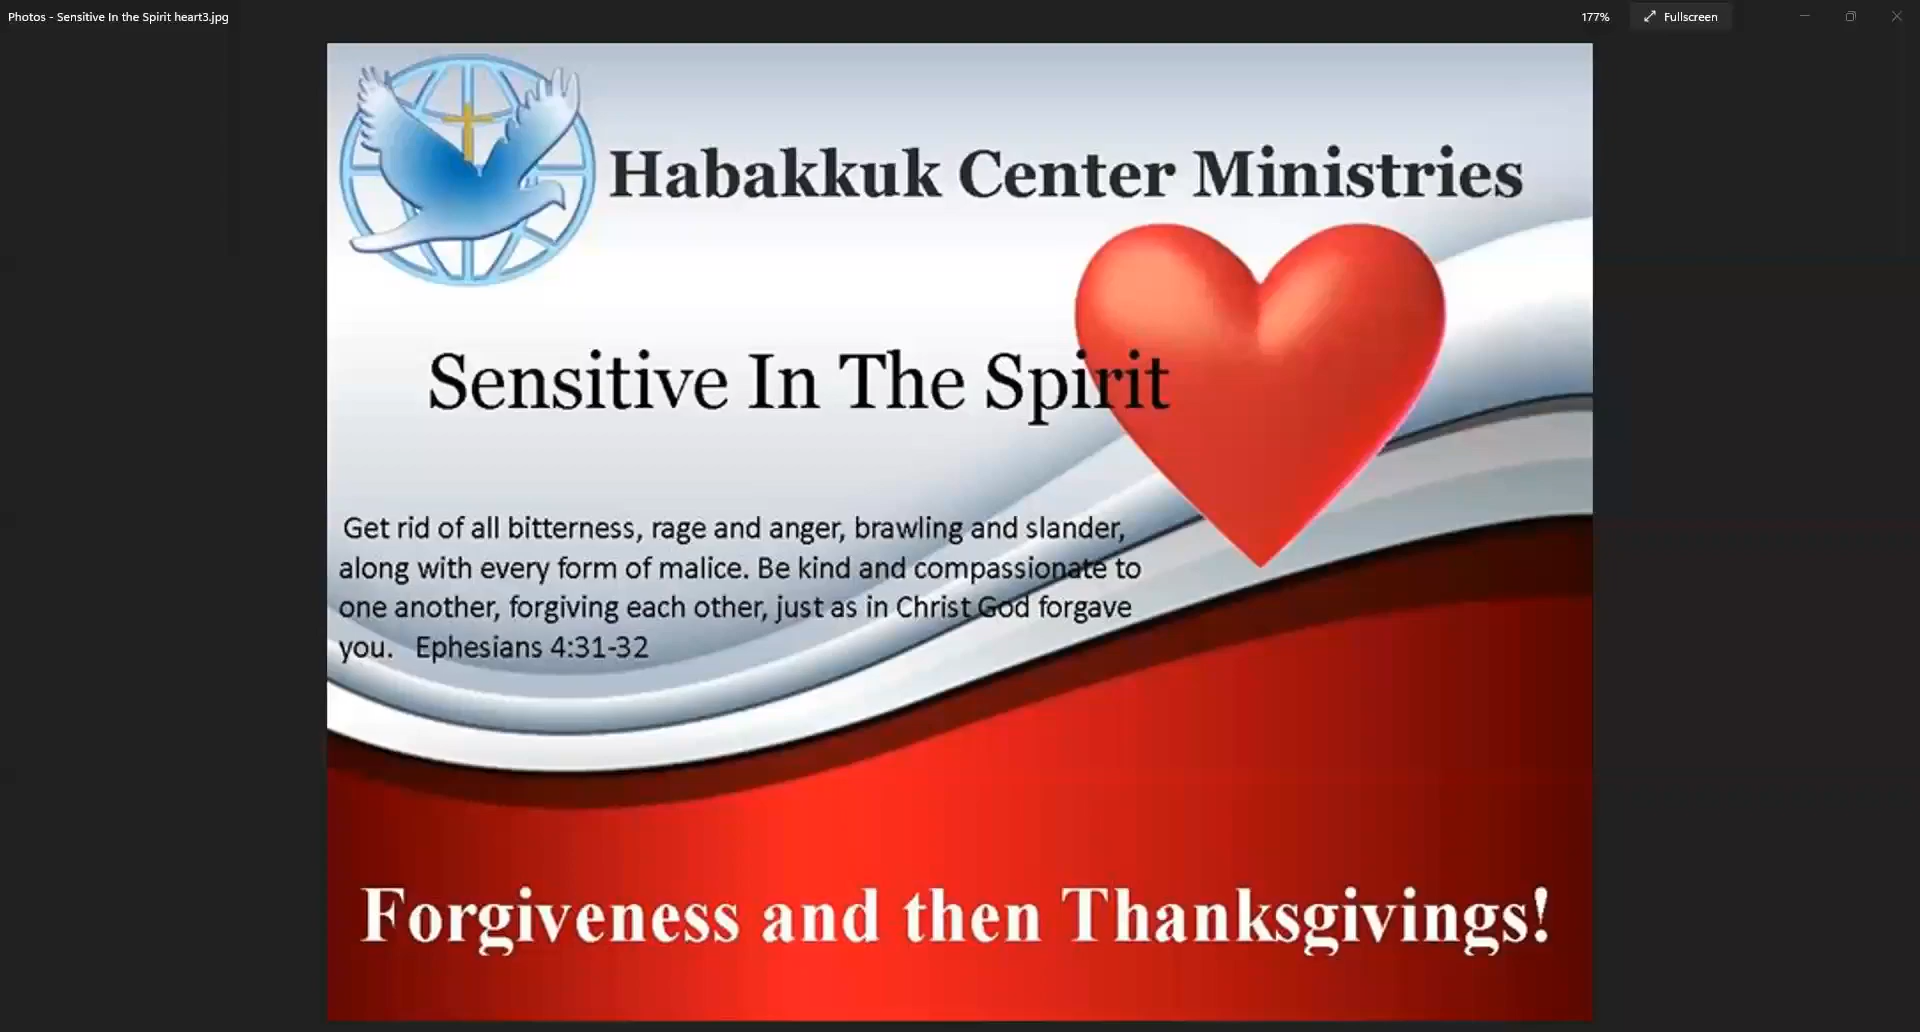 Photos - Sensitive In the Spirit heart3.jpg
177%
Fullscreen
Habakkuk Center Ministries
Sensitive In The Spirit
Get rid of all bitterness, rage and anger, brawling and slander,
along with every form of malice. Be kind and compassionate to
one another, forgiving each other, just as in Christ God forgave
you.   Ephesians 4:31-32
Forgiveness and then Thanksgivings!